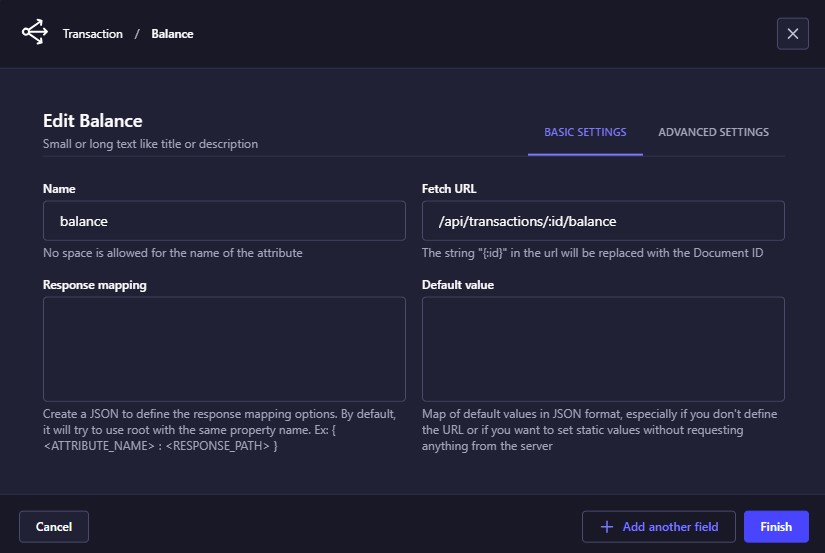 Transaction / Balance
Edit Balance
Small or long text like title or description
BASIC SETTINGS
ADVANCED SETTINGS
Name
balance
No space is allowed for the name of the attribute
Fetch URL
/api/transactions/:id/balance
The string "{:id}" in the url will be replaced with the Document ID
Response mapping
Create a JSON to define the response mapping options. By default,
it will try to use root with the same property name. Ex: {
<ATTRIBUTE_NAME> : <RESPONSE_PATH> }
Default value
Map of default values in JSON format, especially if you don't define
the URL or if you want to set static values without requesting
anything from the server
Cancel
Add another field
Finish